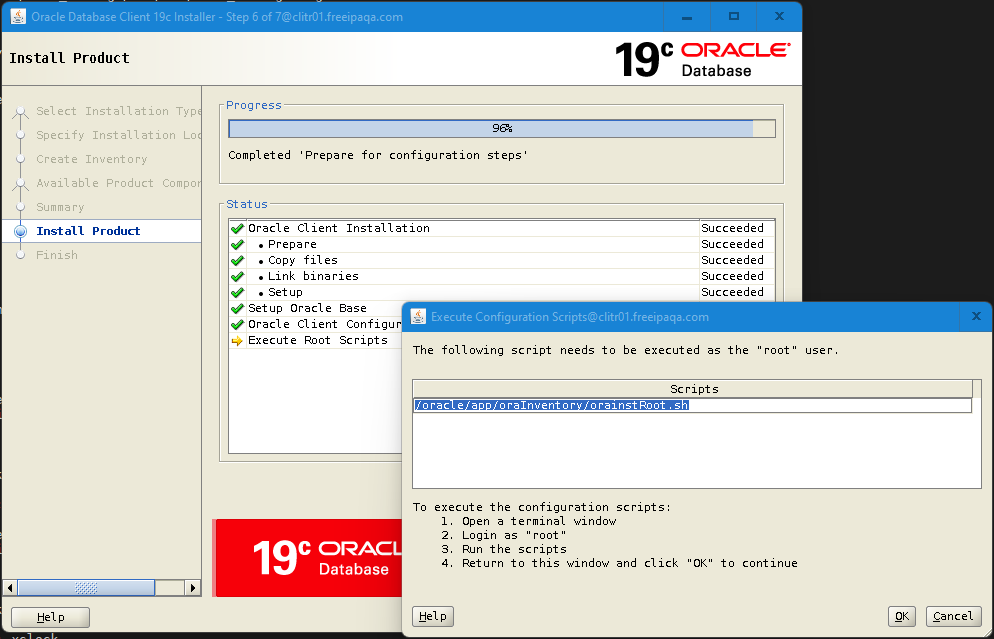 Oracle Database Client 19c Installer - Step 6 of 7@clitr01.freeipaqa.com
Install Product
19c ORACLE
Database
Select Installation Type
Specify Installation Loc
Create Inventory
Available Product Compor
Summary
Install Product
Finish
Progress
96%
Completed 'Prepare for configuration steps'
Status
Oracle Client Installation Succeeded
• Prepare Succeeded
• Copy files Succeeded
• Link binaries Succeeded
• Setup Succeeded
Setup Oracle Base
Oracle Client Configur
Execute Root Scripts
19c ORACL
Database
Help
Execute Configuration Scripts@clitr01.freeipaqa.com
The following script needs to be executed as the "root" user.
Scripts
/oracle/app/oraInventory/orainstRoot.sh
To execute the configuration scripts:
1. Open a terminal window
2. Login as "root"
3. Run the scripts
4. Return to this window and click "OK" to continue
Help
OK
Cancel